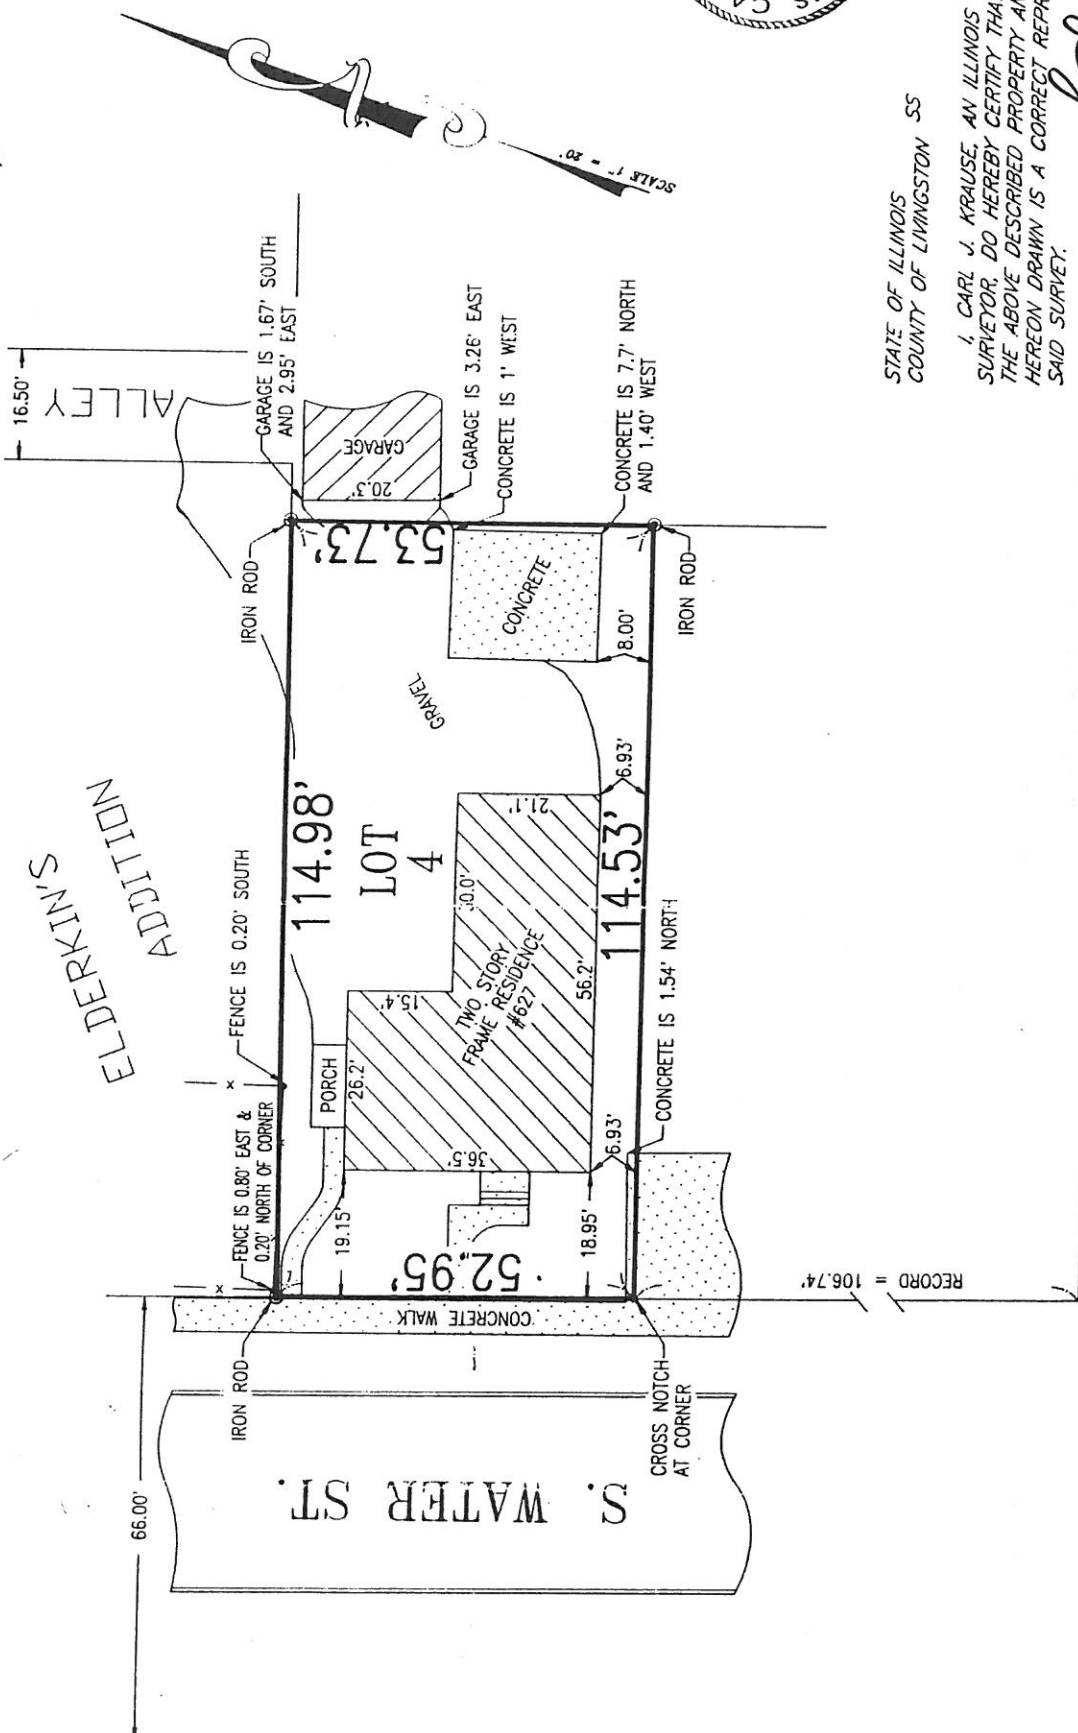 16.50'
ALLEY
ELDERKIN'S
ADDITION
SCALE 1" = 20'
GARAGE IS 1.67' SOUTH
AND 2.95' EAST
GARAGE
20.3'
GARAGE IS 3.26' EAST
CONCRETE IS 1' WEST
CONCRETE IS 7.7' NORTH
AND 1.40' WEST
IRON ROD
53.73'
CONCRETE
IRON ROD
8.00'
GRAVEL
114.98'
LOT
4
6.93'
21.1'
114.53'
FENCE IS 0.20' SOUTH
x
15.4'
TWO STORY
FRAME RESIDENCE
#627
56.2'
PORCH
26.2'
36.5'
6.93'
CONCRETE IS 1.54' NORTH
FENCE IS 0.80' EAST &
0.20' NORTH OF CORNER
x
19.15'
18.95'
52.95'
CONCRETE WALK
RECORD = 106.74'
IRON ROD
CROSS NOTCH
AT CORNER
66.00'
S. WATER ST.
STATE OF ILLINOIS
COUNTY OF LIVINGSTON SS
I, CARL J. KRAUSE, AN ILLINOIS
SURVEYOR, DO HEREBY CERTIFY THA
THE ABOVE DESCRIBED PROPERTY AN
HEREON DRAWN IS A CORRECT REPR
SAID SURVEY.